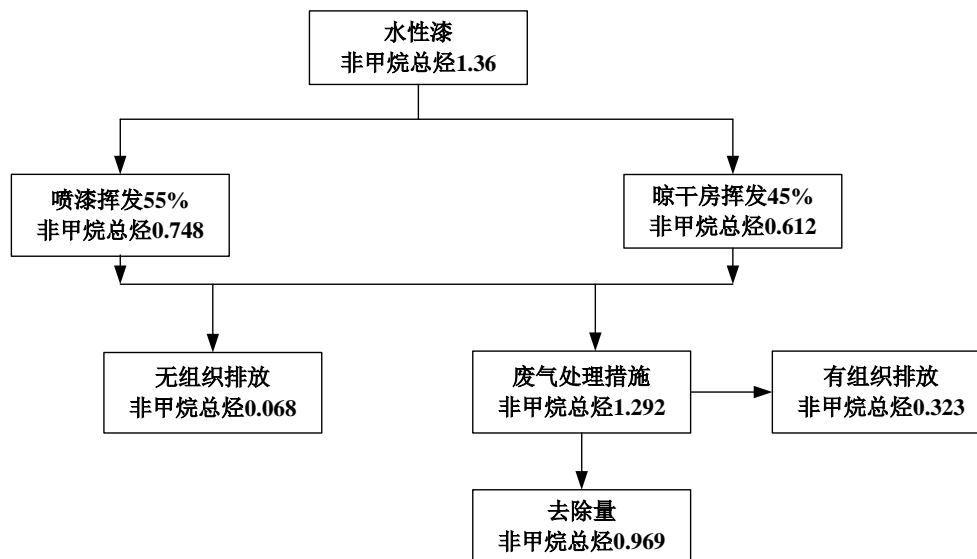 水性漆
非甲烷总烃1.36
喷漆挥发55%
非甲烷总烃0.748
晾干房挥发45%
非甲烷总烃0.612
无组织排放
非甲烷总烃0.068
废气处理措施
非甲烷总烃1.292
有组织排放
非甲烷总烃0.323
去除量
非甲烷总烃0.969